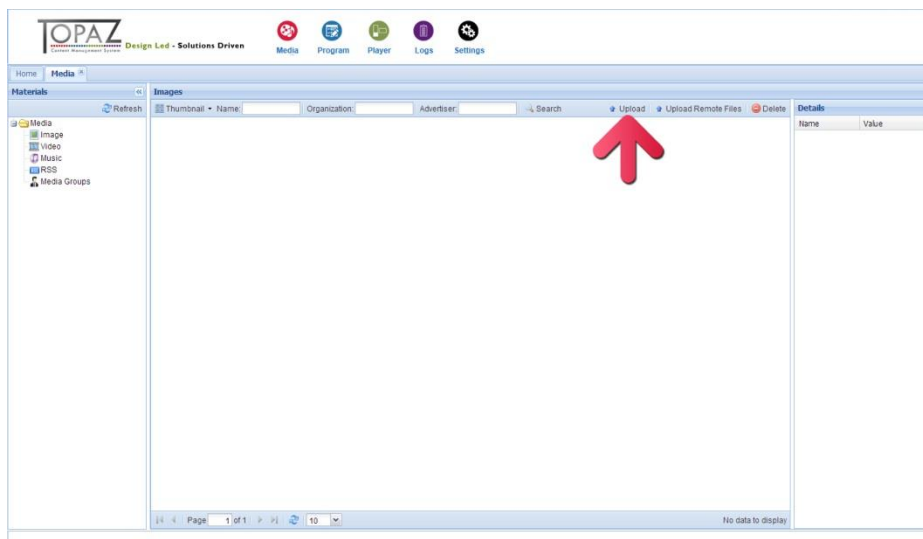 TOPAZ
Content Management System
Design Led - Solutions Driven
Media Program Player Logs Settings
Home Media
Materials
Images
Refresh
Thumbnail Name: Organization: Advertiser: Search Upload Upload Remote Files Delete
Details
Name Value
Media
Image
Video
Music
RSS
Media Groups
Page 1 of 1 10 No data to display